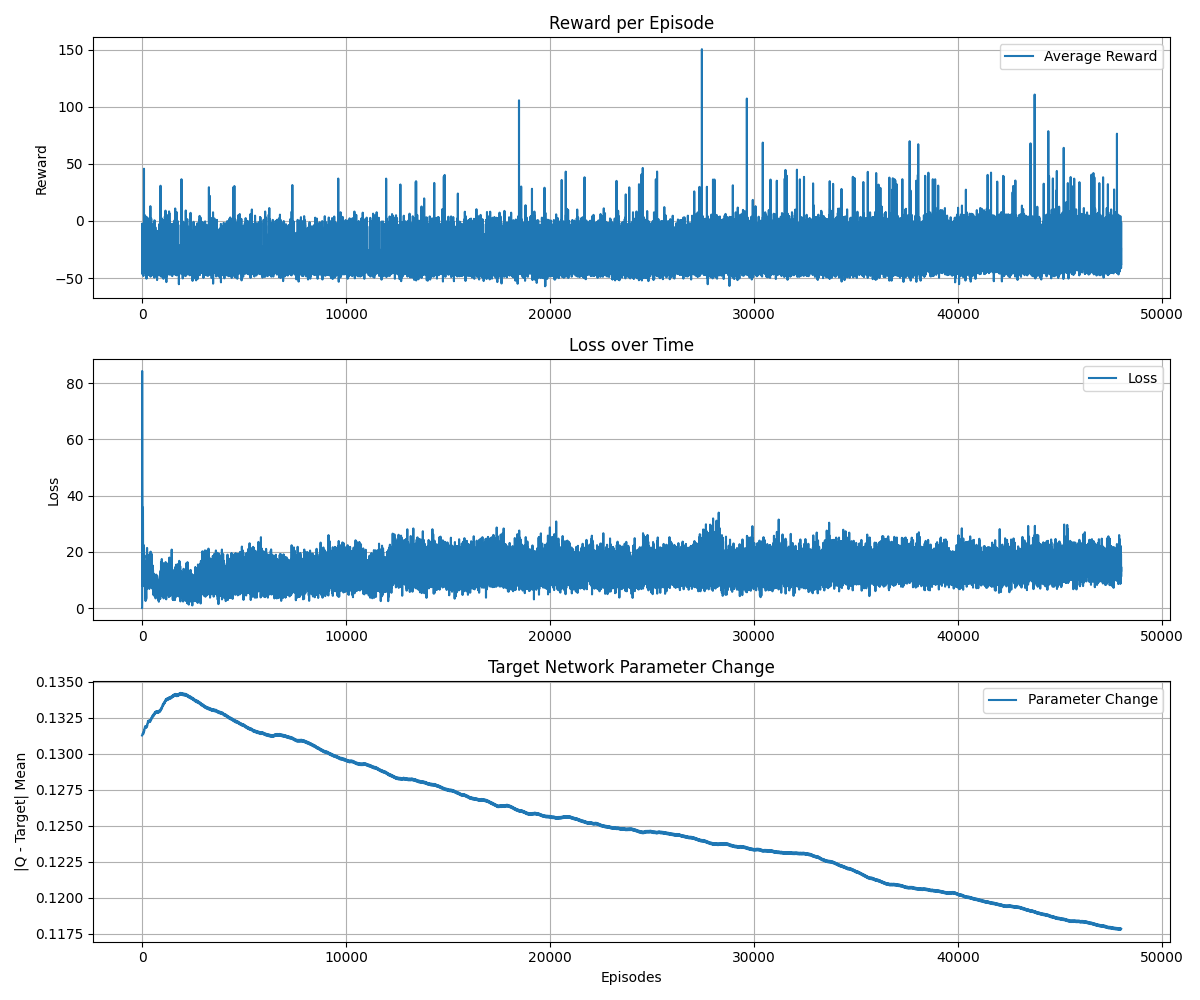 Reward per Episode
Average Reward
Reward
150
100
50
0
−50
0 10000 20000 30000 40000 50000
Loss over Time
Loss
Loss
80
60
40
20
0
0 10000 20000 30000 40000 50000
Target Network Parameter Change
Parameter Change
|Q - Target| Mean
0.1350
0.1325
0.1300
0.1275
0.1250
0.1225
0.1200
0.1175
0 10000 20000 30000 40000 50000
Episodes